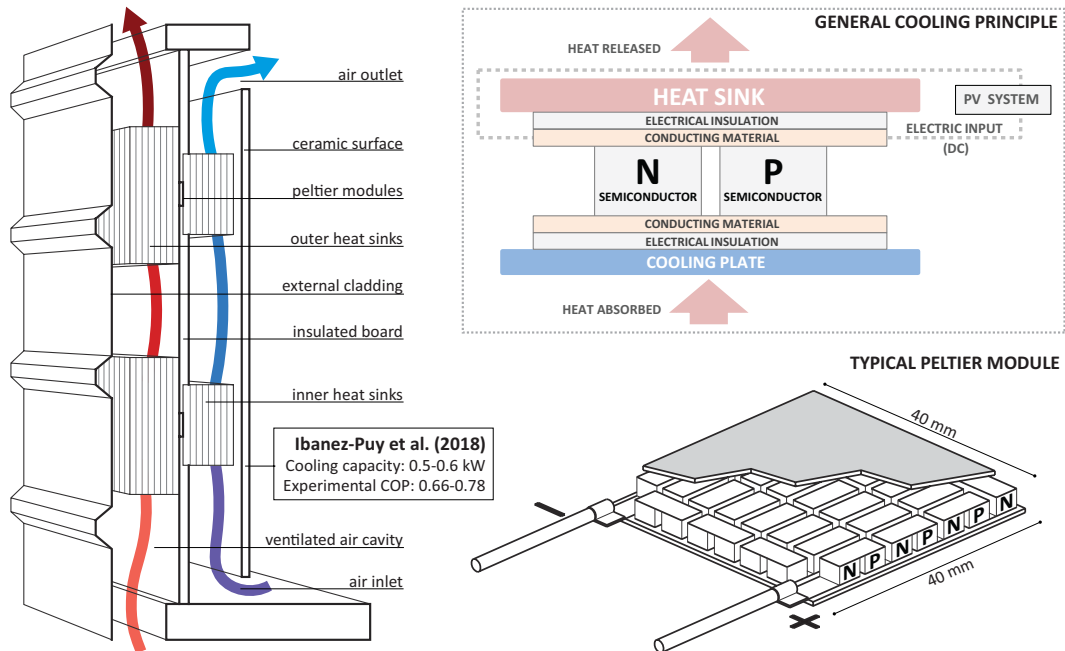 air outlet
ceramic surface
peltier modules
outer heat sinks
external cladding
insulated board
inner heat sinks
Ibanez-Puy et al. (2018)
Cooling capacity: 0.5-0.6 kW
Experimental COP: 0.66-0.78
ventilated air cavity
air inlet
GENERAL COOLING PRINCIPLE
HEAT RELEASED
HEAT SINK
PV SYSTEM
ELECTRICAL INSULATION
ELECTRIC INPUT
CONDUCTING MATERIAL
(DC)
N
SEMICONDUCTOR
P
SEMICONDUCTOR
CONDUCTING MATERIAL
ELECTRICAL INSULATION
COOLING PLATE
HEAT ABSORBED
TYPICAL PELTIER MODULE
40 mm
N P N P N P N
40 mm